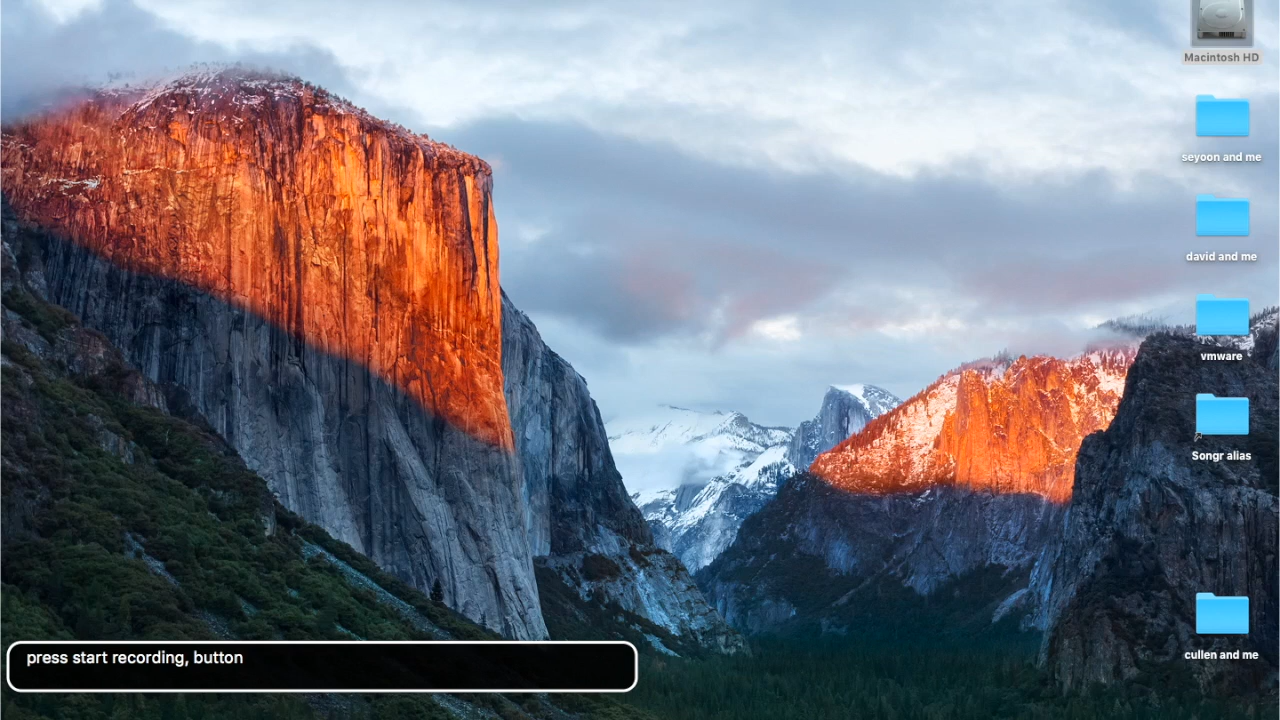 Macintosh HD
seyoon and me
david and me
vmware
Songr alias
cullen and me
press start recording, button